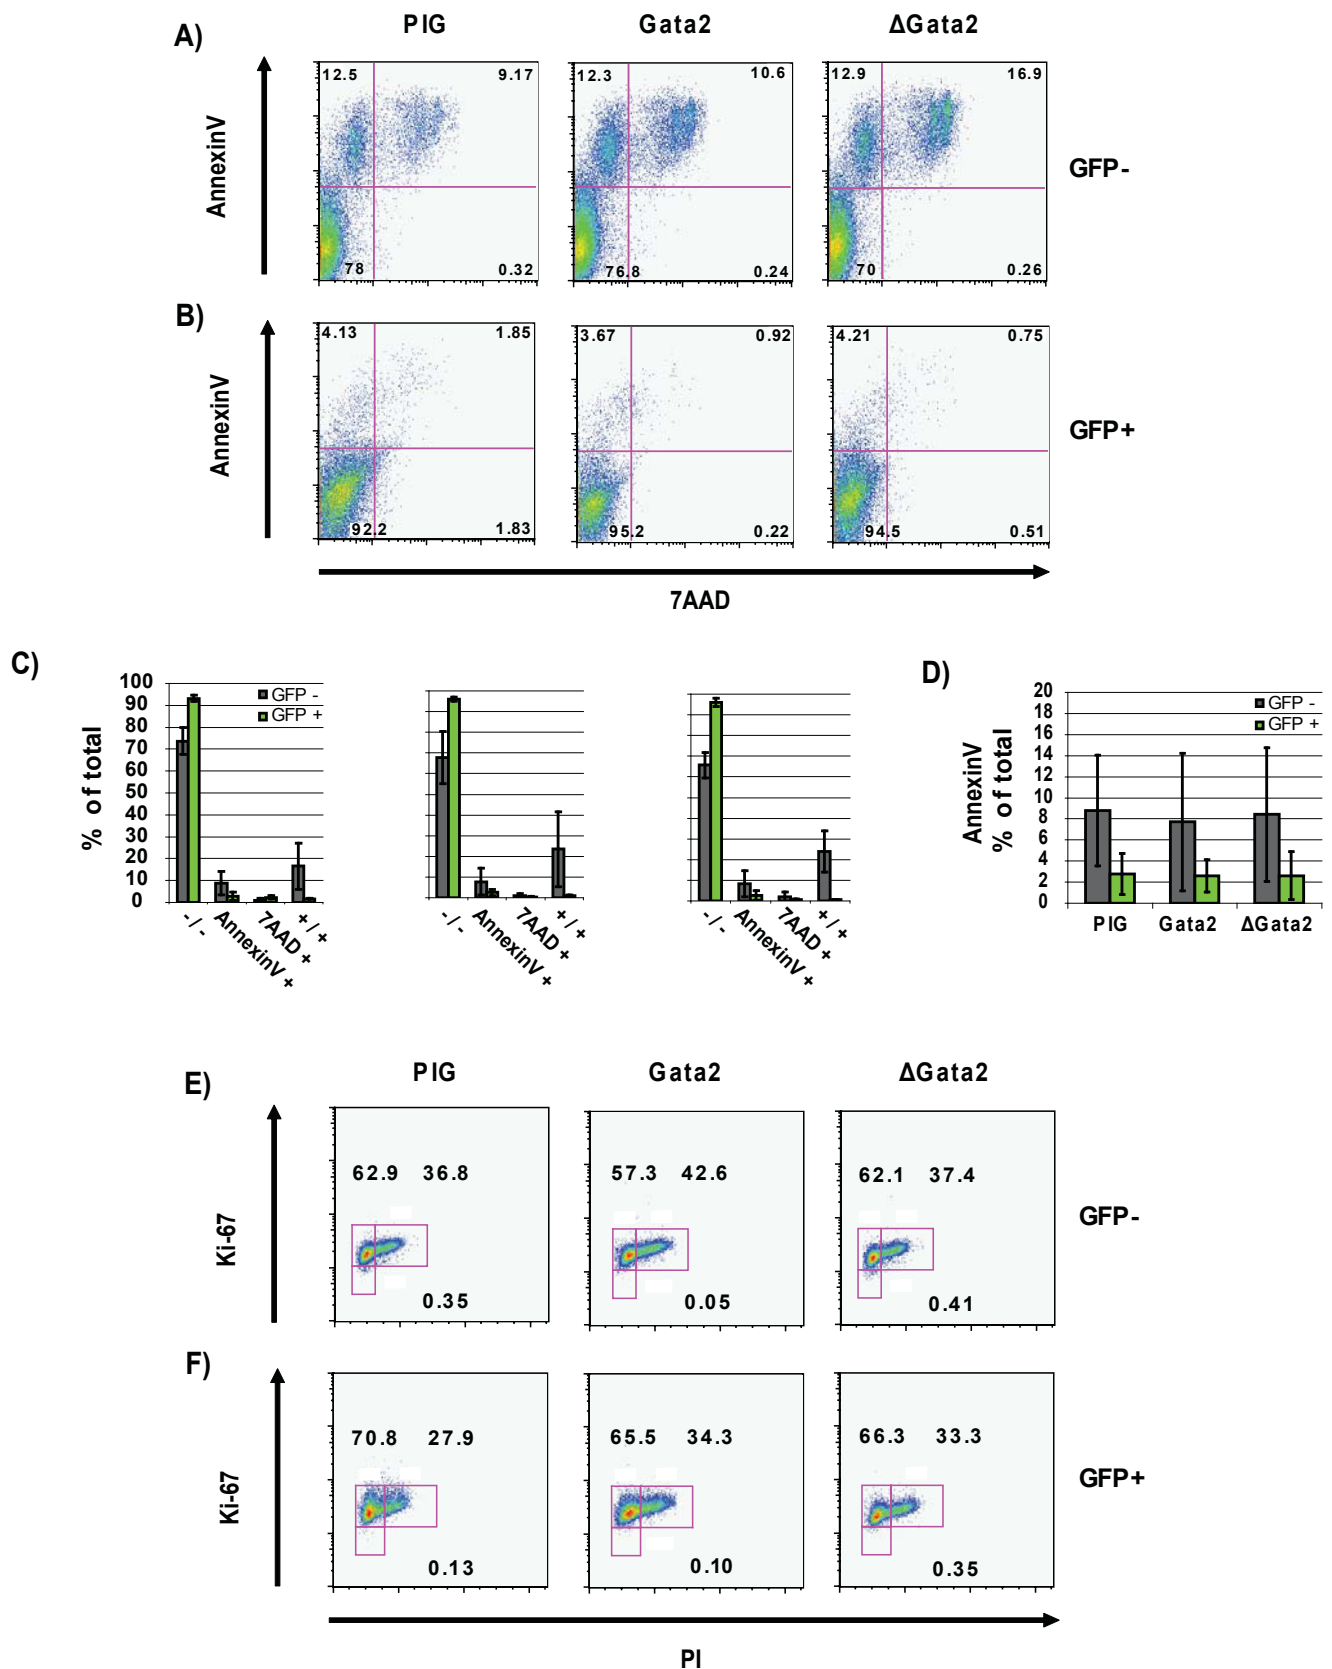 A)
PIG Gata2 ΔGata2
AnnexinV
12.5 9.17
78 0.32
12.3 10.6
76.8 0.24
12.9 16.9
70 0.26
GFP-
B)
AnnexinV
4.13 1.85
92.2 1.83
3.67 0.92
95.2 0.22
4.21 0.75
94.5 0.51
GFP+
7AAD
C)
% of total
100
90
80
70
60
50
40
30
20
10
0
GFP -
GFP +
-/- AnnexinV+ 7AAD+ +/+
-/- AnnexinV+ 7AAD+ +/+
-/- AnnexinV+ 7AAD+ +/+
D)
AnnexinV
% of total
20
18
16
14
12
10
8
6
4
2
0
GFP -
GFP +
PIG Gata2 ΔGata2
E)
PIG Gata2 ΔGata2
Ki-67
62.9 36.8
0.35
57.3 42.6
0.05
62.1 37.4
0.41
GFP-
F)
Ki-67
70.8 27.9
0.13
65.5 34.3
0.10
66.3 33.3
0.35
GFP+
PI